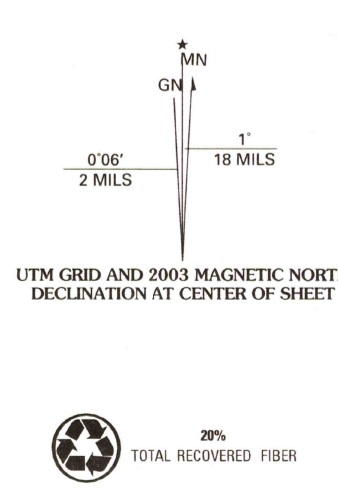 MN
GN
1°
18 MILS
0°06′
2 MILS
UTM GRID AND 2003 MAGNETIC NORT
DECLINATION AT CENTER OF SHEET
20%
TOTAL RECOVERED FIBER